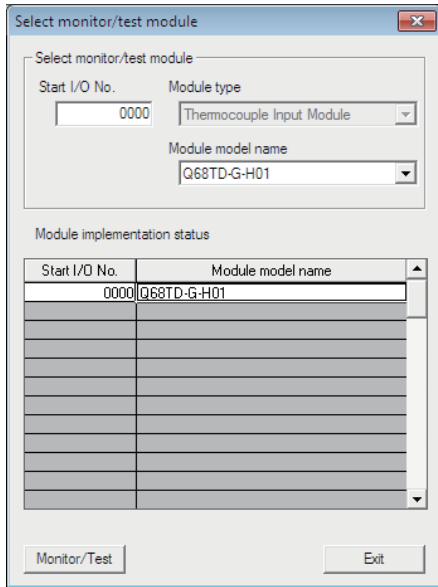 Select monitor/test module
Select monitor/test module
Start I/O No. Module type
0000 Thermocouple Input Module
Module model name
Q68TD-G-H01
Module implementation status
Start I/O No. Module model name
0000 Q68TD-G-H01
Monitor/Test Exit